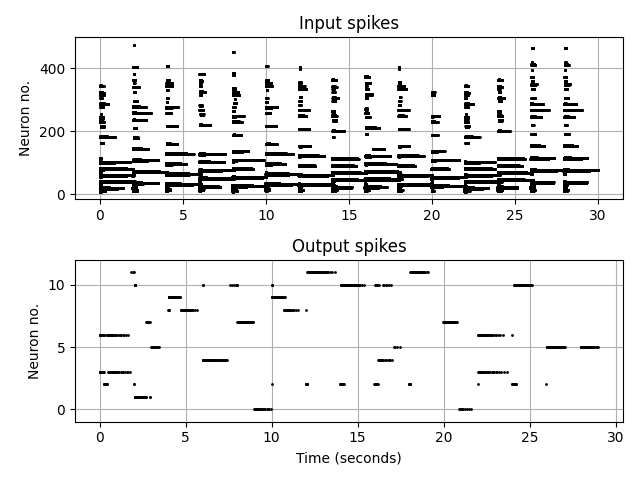 Input spikes
Neuron no.
400
200
0
0 5 10 15 20 25 30
Output spikes
Neuron no.
10
5
0
0 5 10 15 20 25 30
Time (seconds)